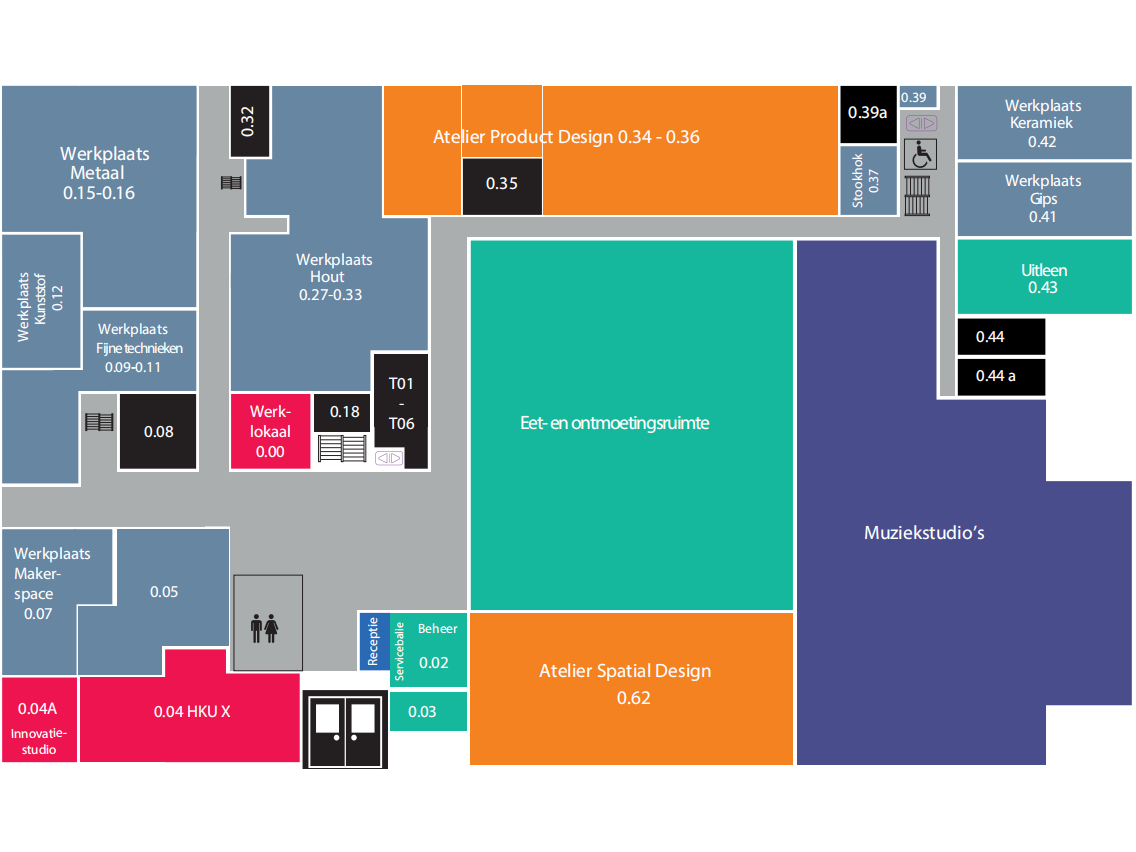 Werkplaats
Metaal
0.15-0.16
0.32
Atelier Product Design 0.34 - 0.36
0.35
0.39a
0.39
Stookhok
0.37
Werkplaats
Keramiek
0.42
Werkplaats
Gips
0.41
Uitleen
0.43
0.44
0.44 a
Werkplaats
Kunststof
0.12
Werkplaats
Fijne technieken
0.09-0.11
Werkplaats
Hout
0.27-0.33
T01
-
T06
0.18
Werk-
lokaal
0.00
0.08
Eet- en ontmoetingsruimte
Muziekstudio’s
Werkplaats
Maker-
space
0.07
0.05
Receptie
Servicebalie
Beheer
0.02
0.03
Atelier Spatial Design
0.62
0.04A
Innovatie-
studio
0.04 HKU X